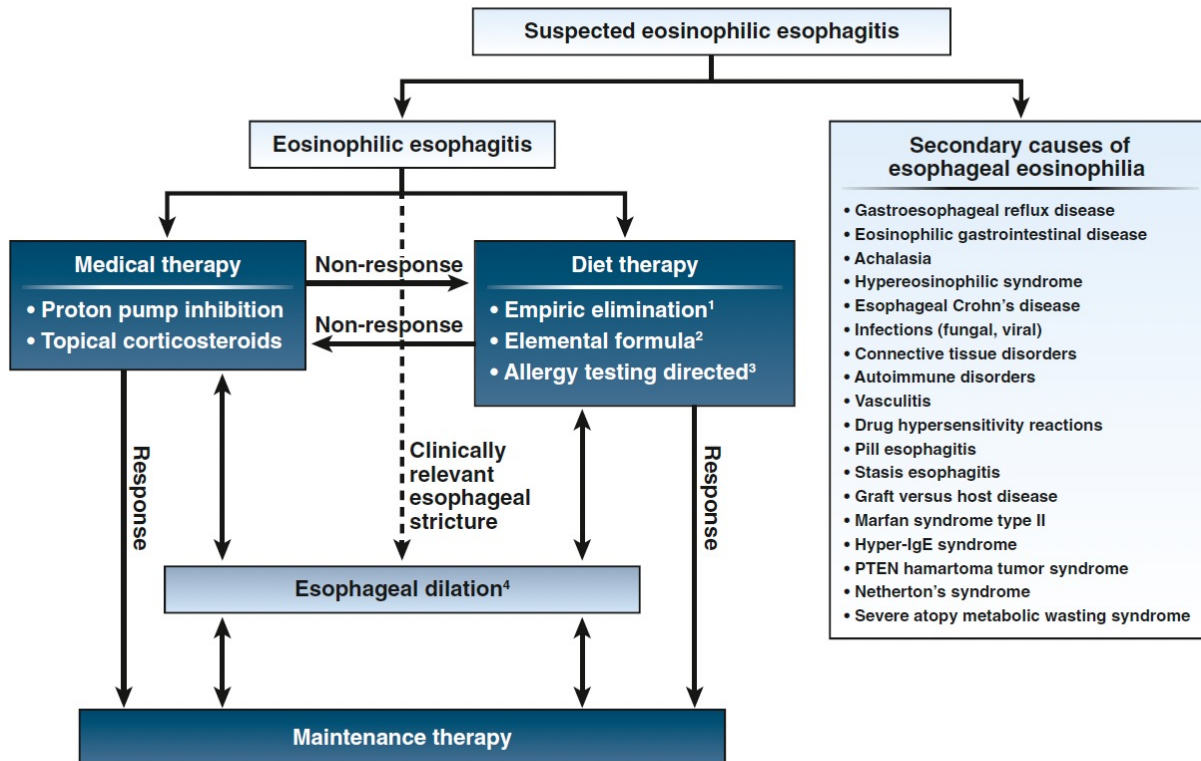 Suspected eosinophilic esophagitis
Eosinophilic esophagitis
Secondary causes of
esophageal eosinophilia
• Gastroesophageal reflux disease
• Eosinophilic gastrointestinal disease
• Achalasia
• Hypereosinophilic syndrome
• Esophageal Crohn's disease
• Infections (fungal, viral)
• Connective tissue disorders
• Autoimmune disorders
• Vasculitis
• Drug hypersensitivity reactions
• Pill esophagitis
• Stasis esophagitis
• Graft versus host disease
• Marfan syndrome type II
• Hyper-IgE syndrome
• PTEN hamartoma tumor syndrome
• Netherton's syndrome
• Severe atopy metabolic wasting syndrome
Medical therapy
• Proton pump inhibition
• Topical corticosteroids
Non-response
Non-response
Diet therapy
• Empiric elimination¹
• Elemental formula²
• Allergy testing directed³
Response
Clinically
relevant
esophageal
stricture
Response
Esophageal dilation⁴
Maintenance therapy